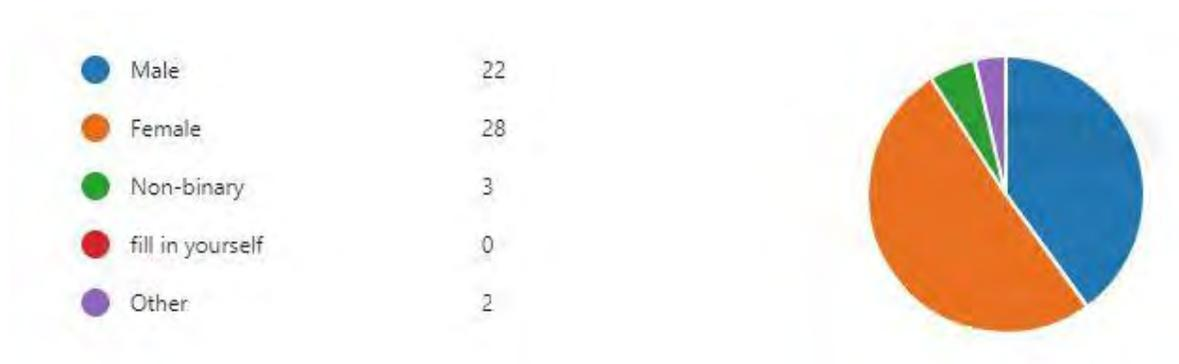 Male 22
Female 28
Non-binary 3
fill in yourself 0
Other 2